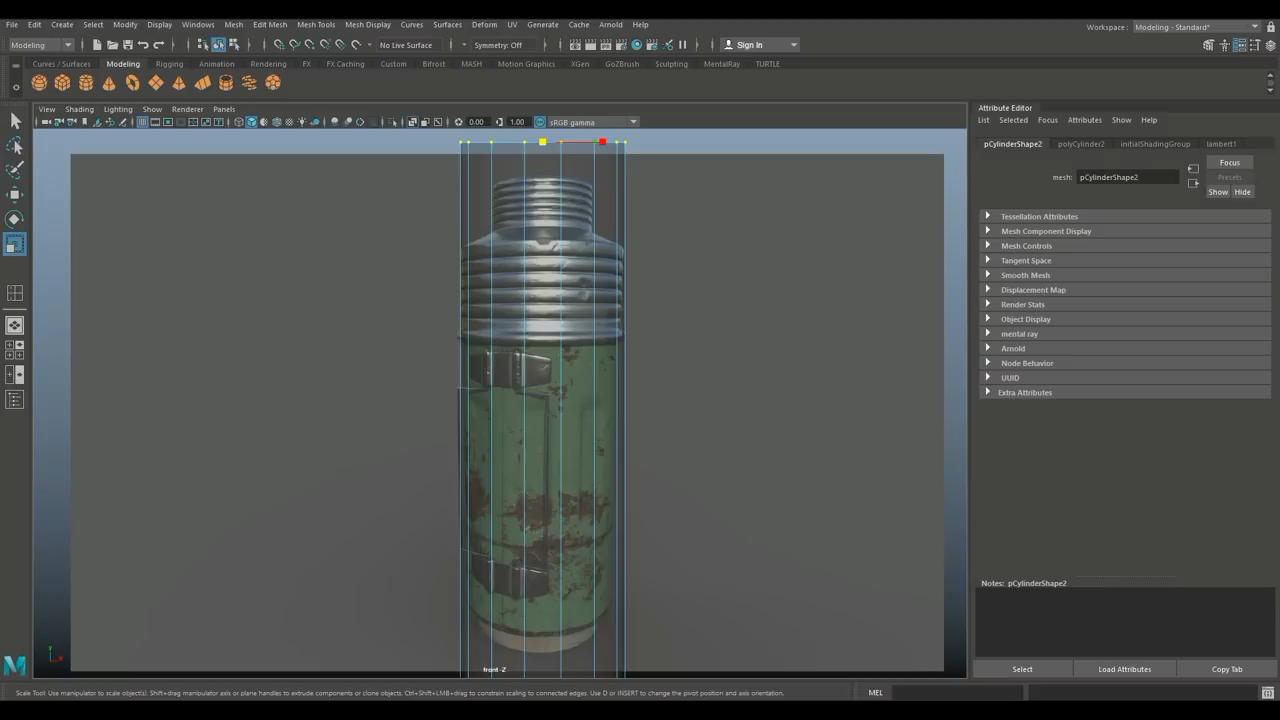 File Edit Create Select Modify Display Windows Mesh Edit Mesh Mesh Tools Mesh Display Curves Surfaces Deform UV Generate Cache Arnold Help
Workspace : Modeling - Standard*
Modeling No Live Surface Symmetry: Off Sign In
Curves / Surfaces Modeling Rigging Animation Rendering FX FX Caching Custom Bifrost MASH Motion Graphics XGen GoZBrush Sculpting MentalRay TURTLE
View Shading Lighting Show Renderer Panels
0.00 1.00 sRGB gamma
front -Z
Attribute Editor
List Selected Focus Attributes Show Help
pCylinderShape2 polyCylinder2 initialShadingGroup lambert1
Focus
mesh: pCylinderShape2 Presets
Show Hide
Tessellation Attributes
Mesh Component Display
Mesh Controls
Tangent Space
Smooth Mesh
Displacement Map
Render Stats
Object Display
mental ray
Arnold
Node Behavior
UUID
Extra Attributes
Notes: pCylinderShape2
Select Load Attributes Copy Tab
Scale Tool: Use manipulator to scale object(s). Shift+drag manipulator axis or plane handles to extrude components or clone objects. Ctrl+Shift+LMB+drag to constrain scaling to connected edges. Use D or INSERT to change the pivot position and axis orientation.
MEL